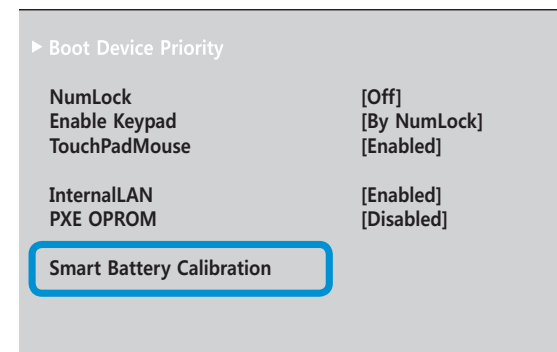 ▶ Boot Device Priority
NumLock [Off]
Enable Keypad [By NumLock]
TouchPadMouse [Enabled]
InternalLAN [Enabled]
PXE OPROM [Disabled]
Smart Battery Calibration